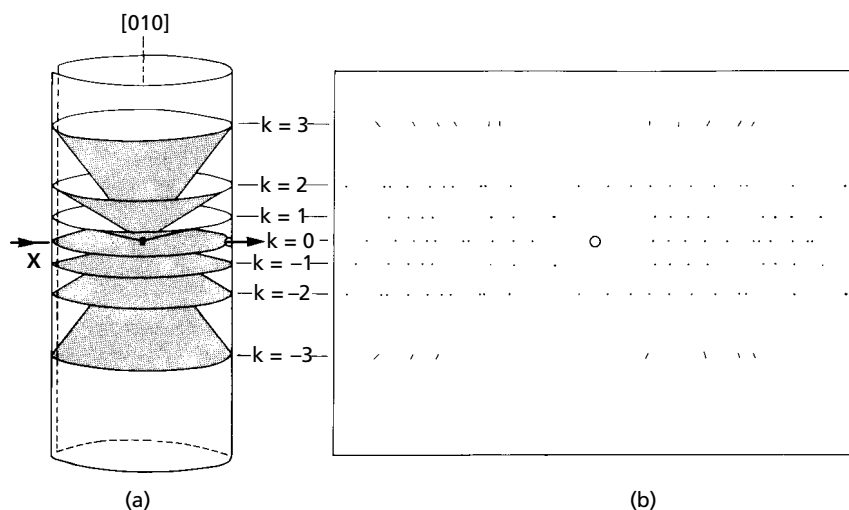 [010]
k = 3
k = 2
k = 1
k = 0
X
k = –1
k = –2
k = –3
(a)
(b)